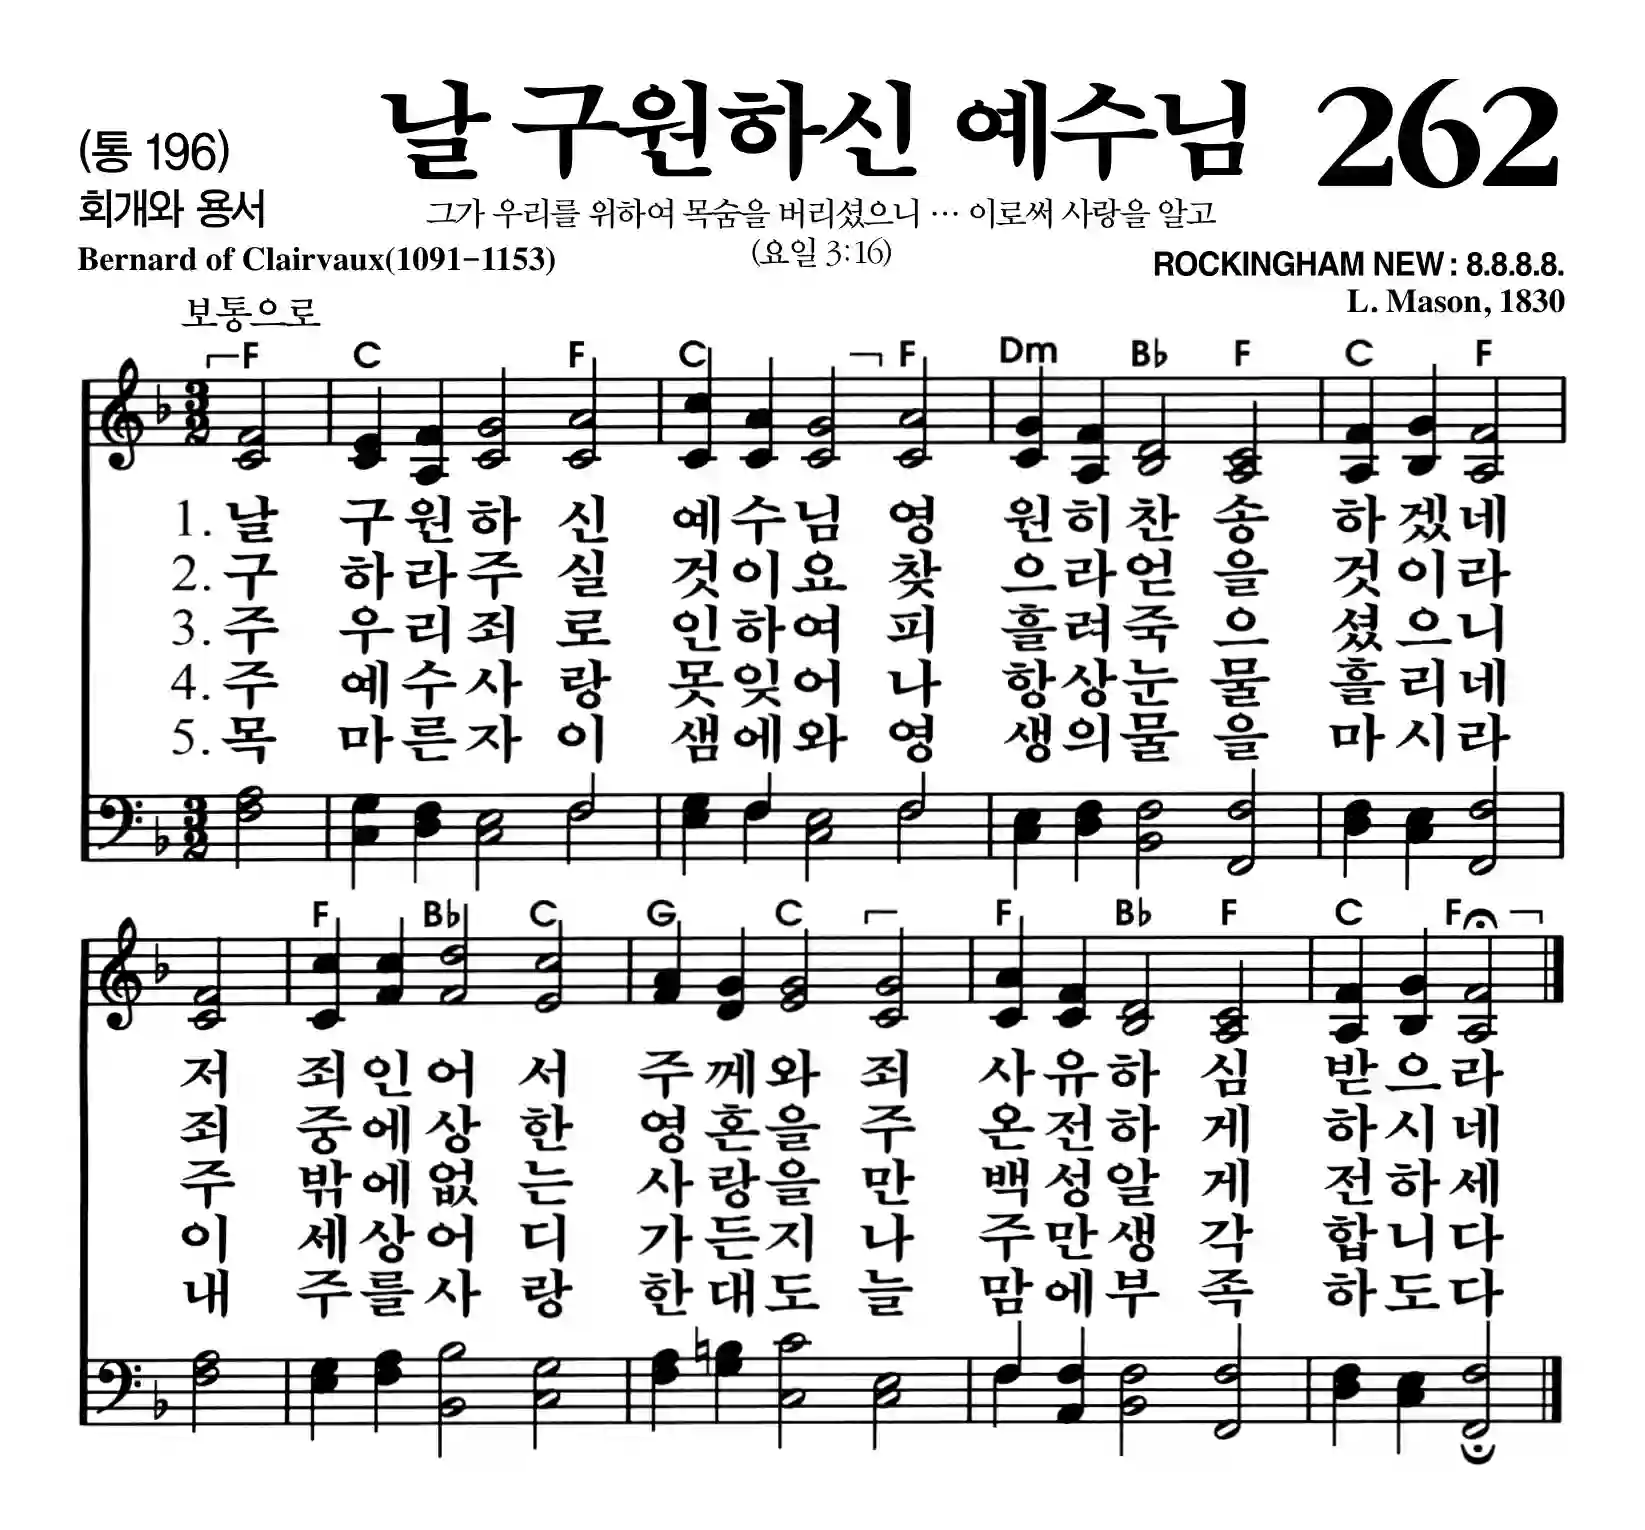 (통 196)
날 구원하신 예수님 262
회개와 용서
그가 우리를 위하여 목숨을 버리셨으니 … 이로써 사랑을 알고
(요일 3:16)
Bernard of Clairvaux(1091-1153)
ROCKINGHAM NEW : 8.8.8.8.
L. Mason, 1830
보통으로
F C F C F Dm B♭ F C F
1. 날 구원하신 예수님 영원히 찬송하겠네
2. 구하라 주실 것이요 찾으라 얻을 것이라
3. 주 우리 죄로 인하여 피 흘려 죽으셨으니
4. 주 예수 사랑 못 잊어 나 항상 눈물 흘리네
5. 목마른 자 이 샘에 와 영생의 물을 마시라
F B♭ C G C F B♭ F C F
저 죄인 어서 주께 와 죄 사유하심 받으라
죄 중에 상한 영혼을 주 온전하게 하시네
주 밖에 없는 사랑을 만백성 알게 전하세
이 세상 어디 가든지 나 주만 생각합니다
내 주를 사랑한대도 늘 맘에 부족하도다